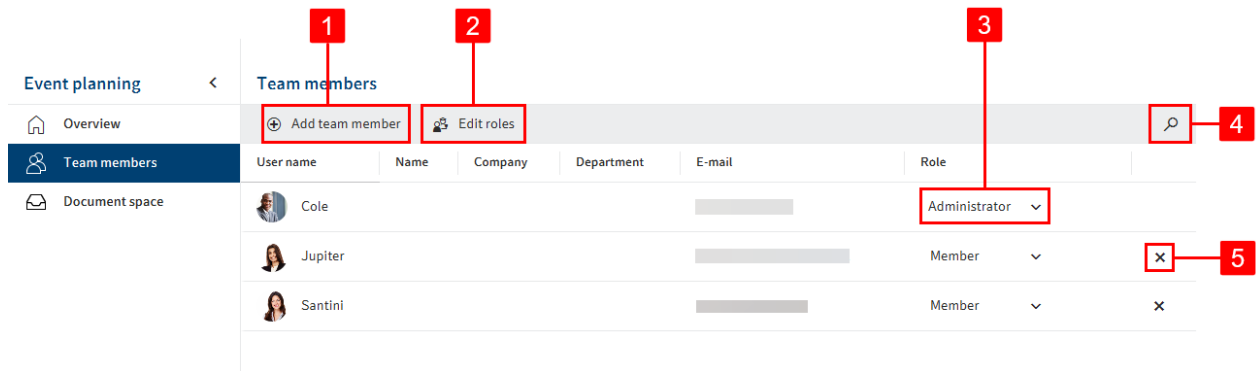 1 2 3
Event planning Team members
Overview Add team member Edit roles 4
Team members User name Name Company Department E-mail Role
Document space Cole Administrator
Jupiter Member 5
Santini Member